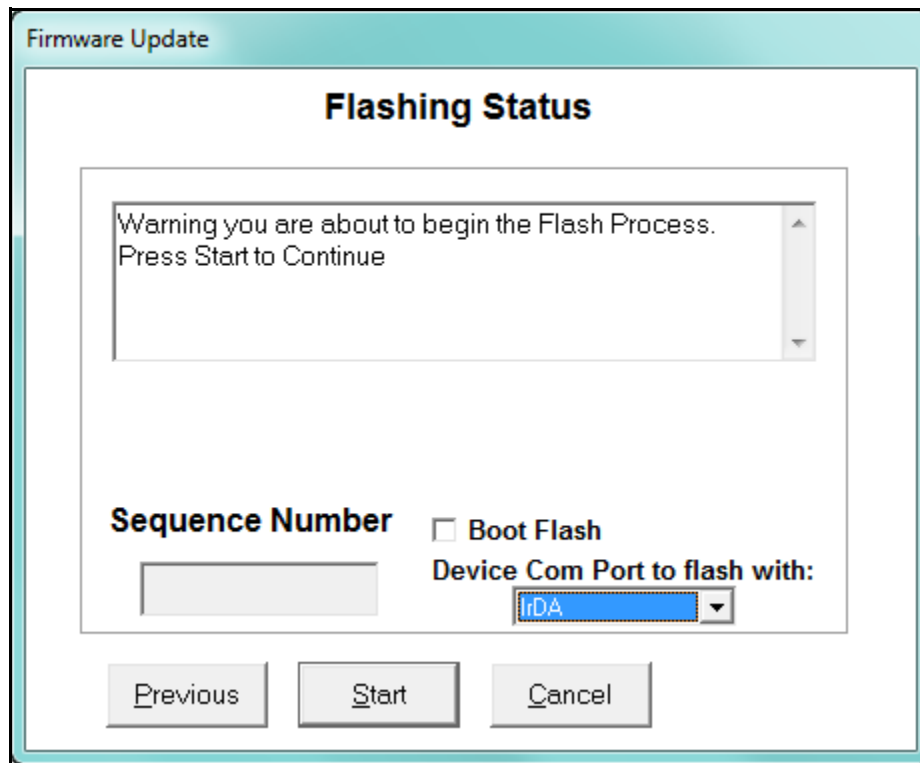 Firmware Update
Flashing Status
Warning you are about to begin the Flash Process.
Press Start to Continue
Sequence Number
Boot Flash
Device Com Port to flash with:
IrDA
Previous
Start
Cancel